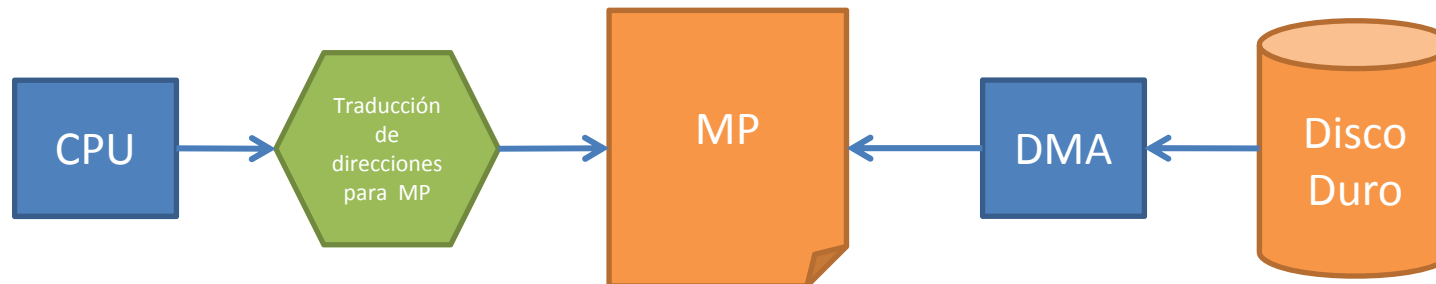 CPU
Traducción
de
direcciones
para MP
MP
DMA
Disco
Duro